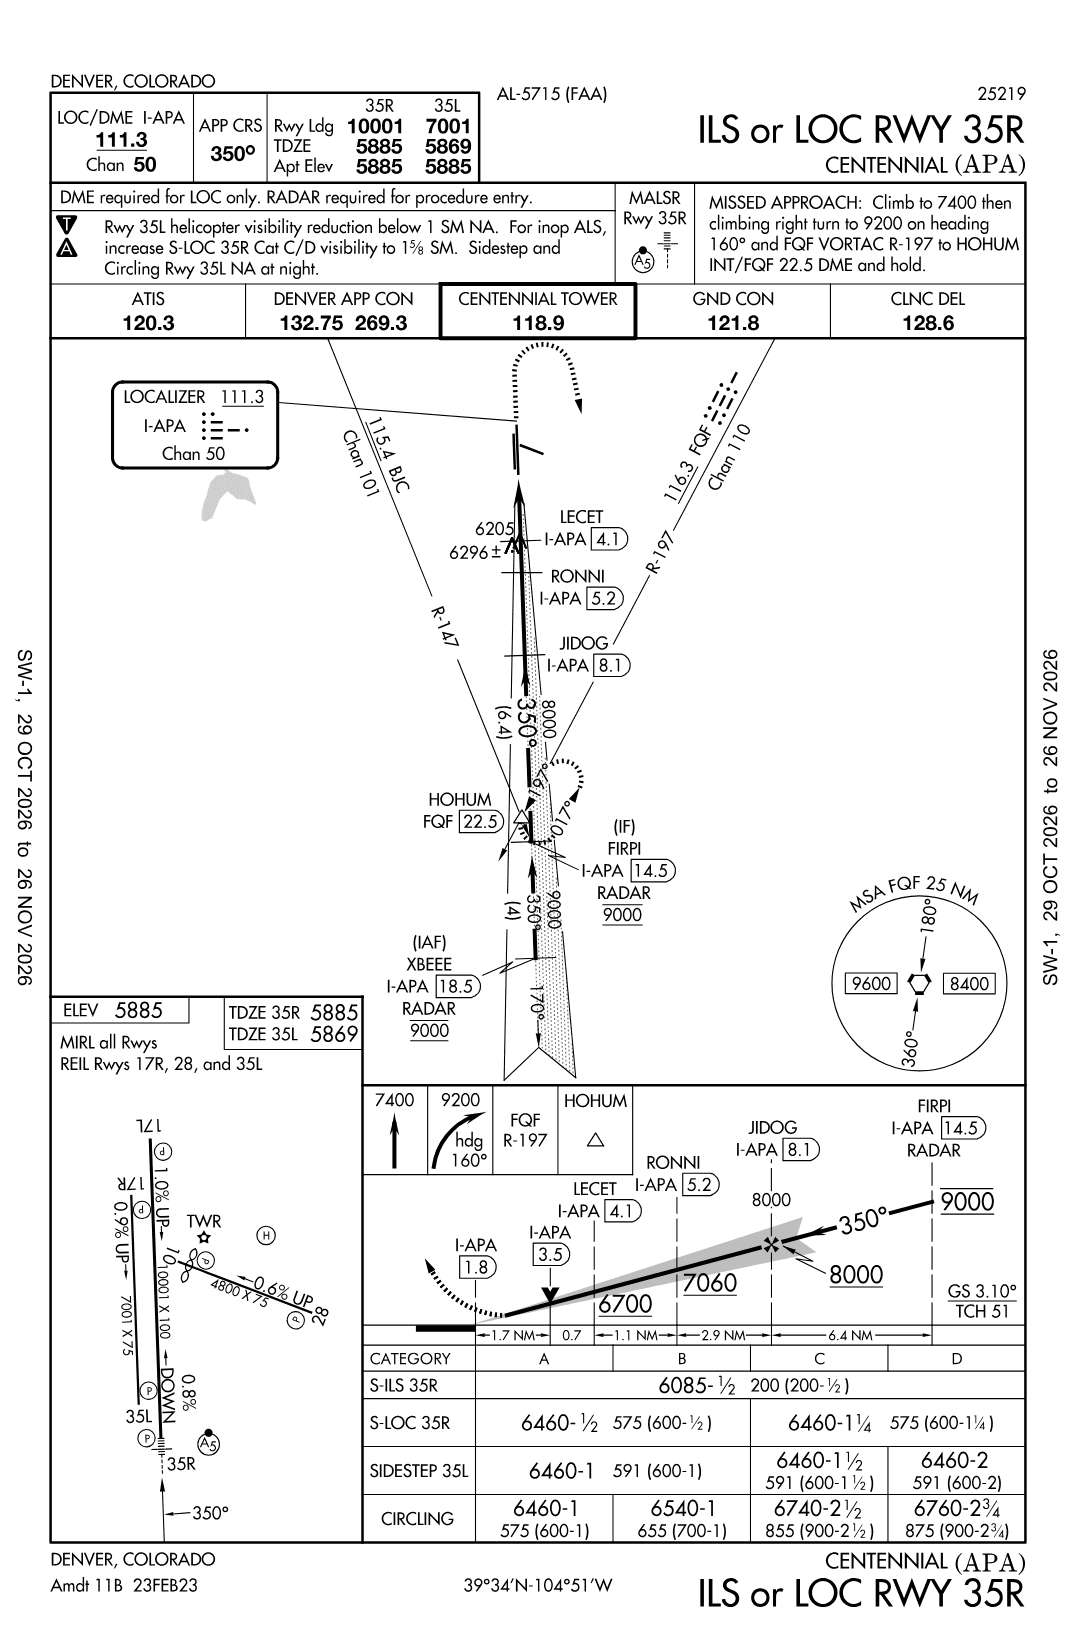 DENVER, COLORADO
AL-5715 (FAA)
25219
ILS or LOC RWY 35R
CENTENNIAL (APA)
LOC/DME I-APA
111.3
Chan 50
APP CRS
350°
35R 35L
Rwy Ldg 10001 7001
TDZE 5885 5869
Apt Elev 5885 5885
DME required for LOC only. RADAR required for procedure entry.
T
A
Rwy 35L helicopter visibility reduction below 1 SM NA. For inop ALS,
increase S-LOC 35R Cat C/D visibility to 1⅝ SM. Sidestep and
Circling Rwy 35L NA at night.
MALSR
Rwy 35R
A5
MISSED APPROACH: Climb to 7400 then
climbing right turn to 9200 on heading
160° and FQF VORTAC R-197 to HOHUM
INT/FQF 22.5 DME and hold.
ATIS
120.3
DENVER APP CON
132.75 269.3
CENTENNIAL TOWER
118.9
GND CON
121.8
CLNC DEL
128.6
LOCALIZER 111.3
I-APA
Chan 50
115.4 BJC
Chan 101
R-147
116.3 FQF
Chan 110
R-197
6205
6296±
LECET
I-APA 4.1
RONNI
I-APA 5.2
JIDOG
I-APA 8.1
350°
8000
(6.4)
197°
017°
HOHUM
FQF 22.5
(IF)
FIRPI
I-APA 14.5
RADAR
9000
350°
9000
(4)
(IAF)
XBEEE
I-APA 18.5
RADAR
9000
170°
MSA FQF 25 NM
180°
9600
8400
360°
SW-1, 29 OCT 2026 to 26 NOV 2026
SW-1, 29 OCT 2026 to 26 NOV 2026
ELEV 5885
TDZE 35R 5885
TDZE 35L 5869
MIRL all Rwys
REIL Rwys 17R, 28, and 35L
17L
P
17R
P
1.0% UP
0.9% UP
TWR
H
10
P
0.6% UP
4800 X 75
28
P
10001 X 100
7001 X 75
0.8%
DOWN
P
35L
P
A5
35R
350°
7400
9200
hdg
160°
FQF
R-197
HOHUM
FIRPI
I-APA 14.5
RADAR
JIDOG
I-APA 8.1
RONNI
I-APA 5.2
LECET
I-APA 4.1
I-APA
3.5
I-APA
1.8
8000
350°
9000
8000
7060
6700
GS 3.10°
TCH 51
1.7 NM 0.7 1.1 NM 2.9 NM 6.4 NM
CATEGORY A B C D
S-ILS 35R 6085-½ 200 (200-½)
S-LOC 35R 6460-½ 575 (600-½) 6460-1¼ 575 (600-1¼)
SIDESTEP 35L 6460-1 591 (600-1) 6460-1½ 591 (600-1½) 6460-2 591 (600-2)
CIRCLING 6460-1 575 (600-1) 6540-1 655 (700-1) 6740-2½ 855 (900-2½) 6760-2¾ 875 (900-2¾)
DENVER, COLORADO
Amdt 11B 23FEB23
39°34'N-104°51'W
CENTENNIAL (APA)
ILS or LOC RWY 35R